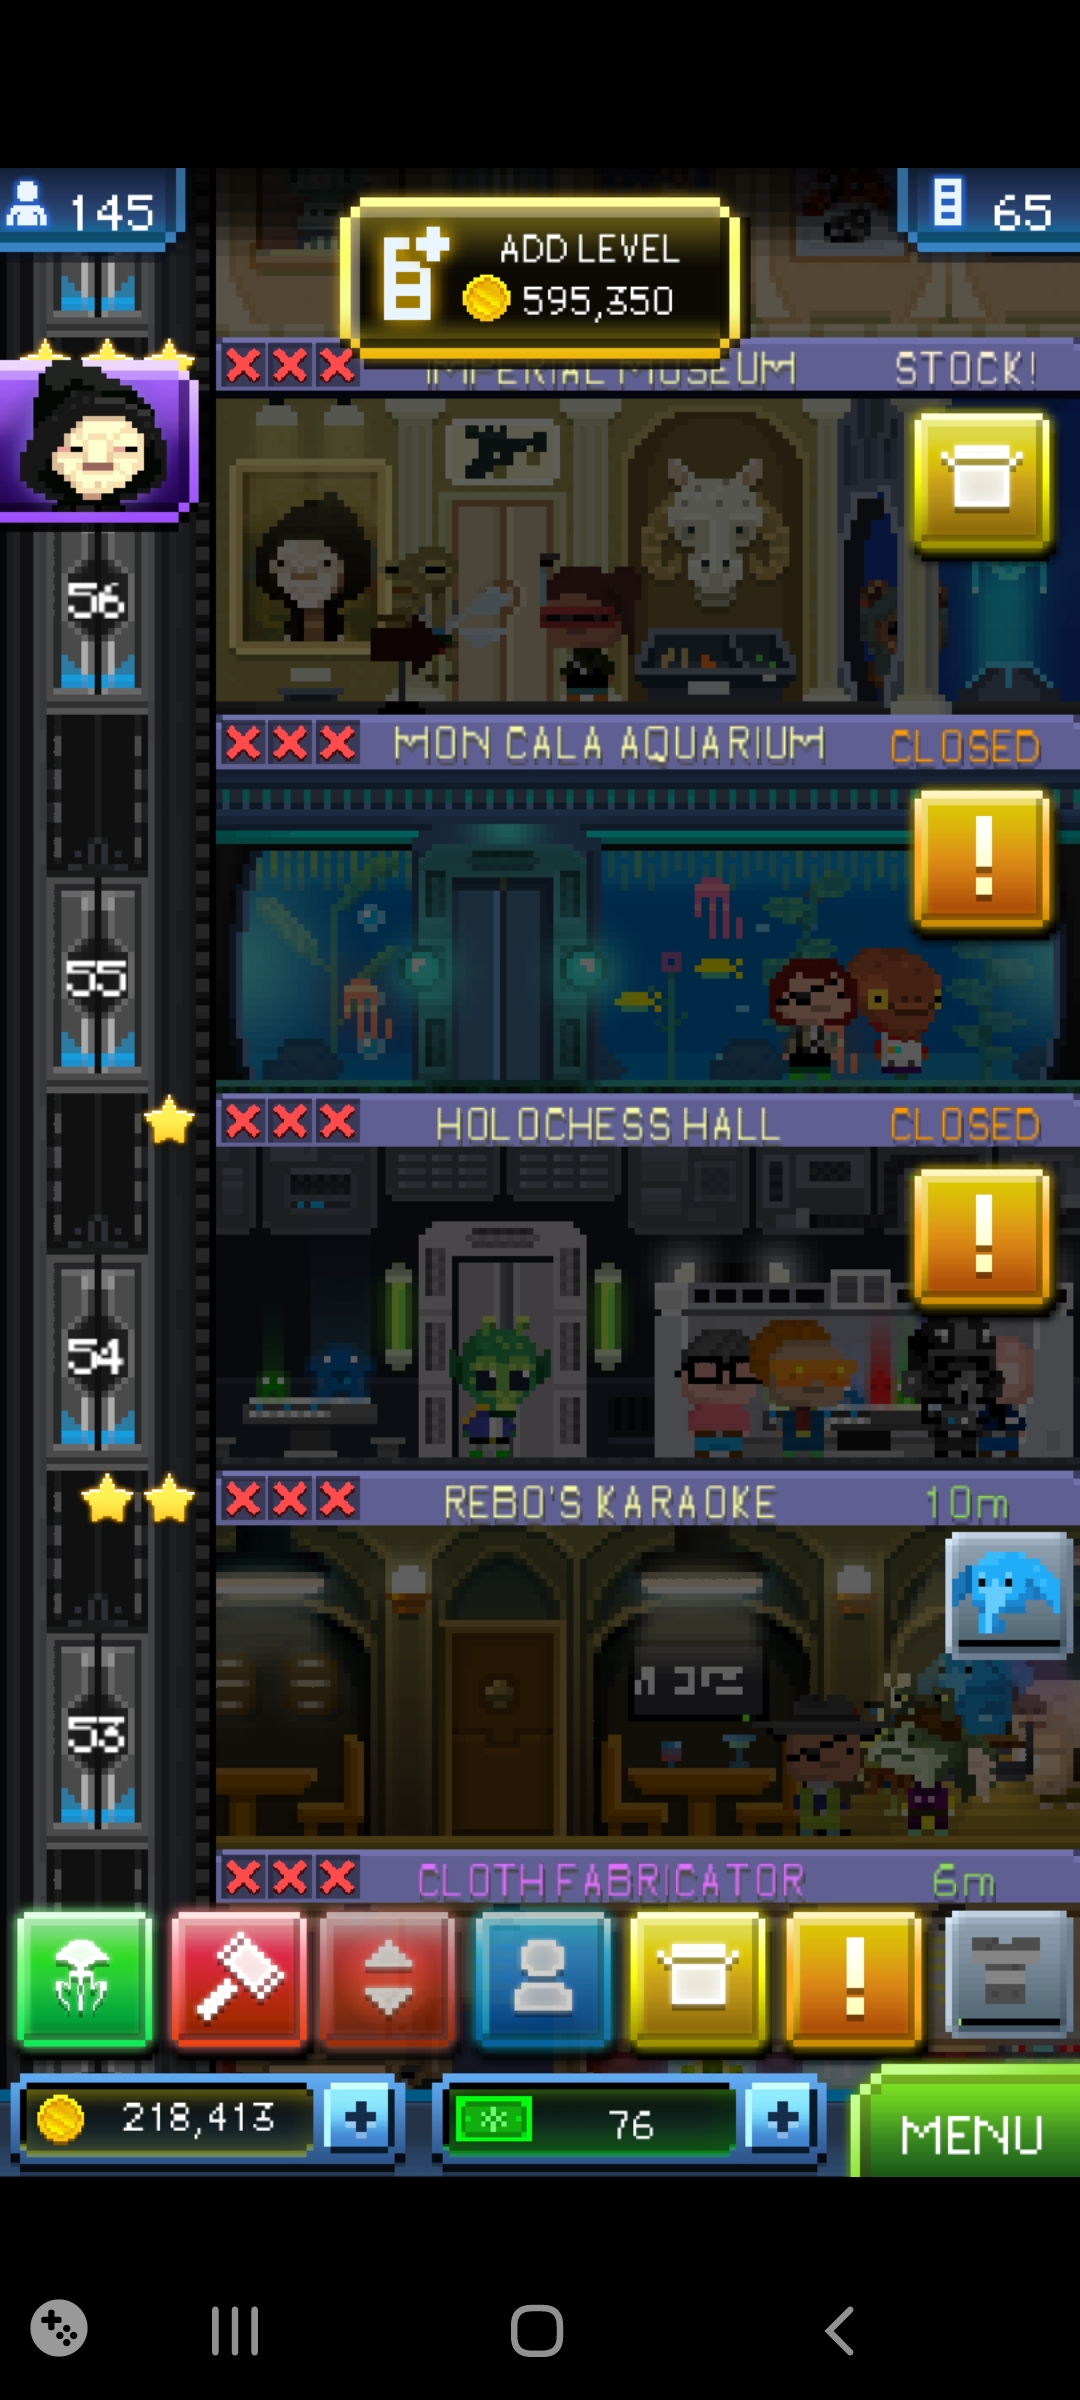 145
ADD LEVEL
595,350
65
IMPERIAL MUSEUM STOCK!
56
MON CALA AQUARIUM CLOSED
!
55
HOLOCHESS HALL CLOSED
!
54
REBO'S KARAOKE 10m
53
CLOTH FABRICATOR 6m
!
218,413 + 76 + MENU